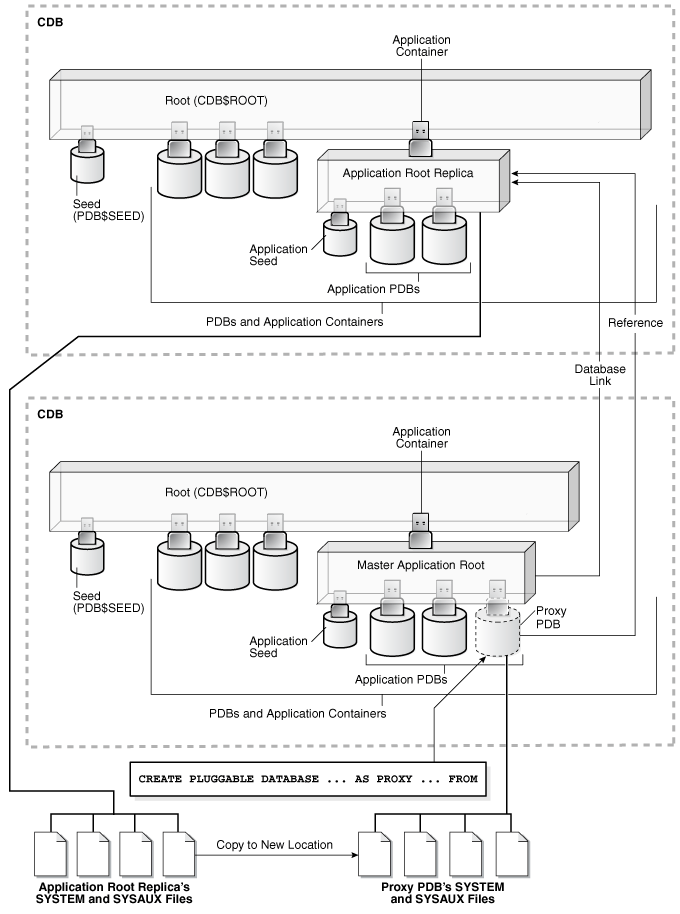 CDB
Application
Container
Root (CDB$ROOT)
Application Root Replica
Seed
(PDB$SEED)
Application
Seed
Application PDBs
PDBs and Application Containers
Reference
Database
Link
CDB
Application
Container
Root (CDB$ROOT)
Master Application Root
Seed
(PDB$SEED)
Proxy
PDB
Application
Seed
Application PDBs
PDBs and Application Containers
CREATE PLUGGABLE DATABASE ... AS PROXY ... FROM
Copy to New Location
Application Root Replica's
SYSTEM and SYSAUX Files
Proxy PDB's SYSTEM
and SYSAUX Files